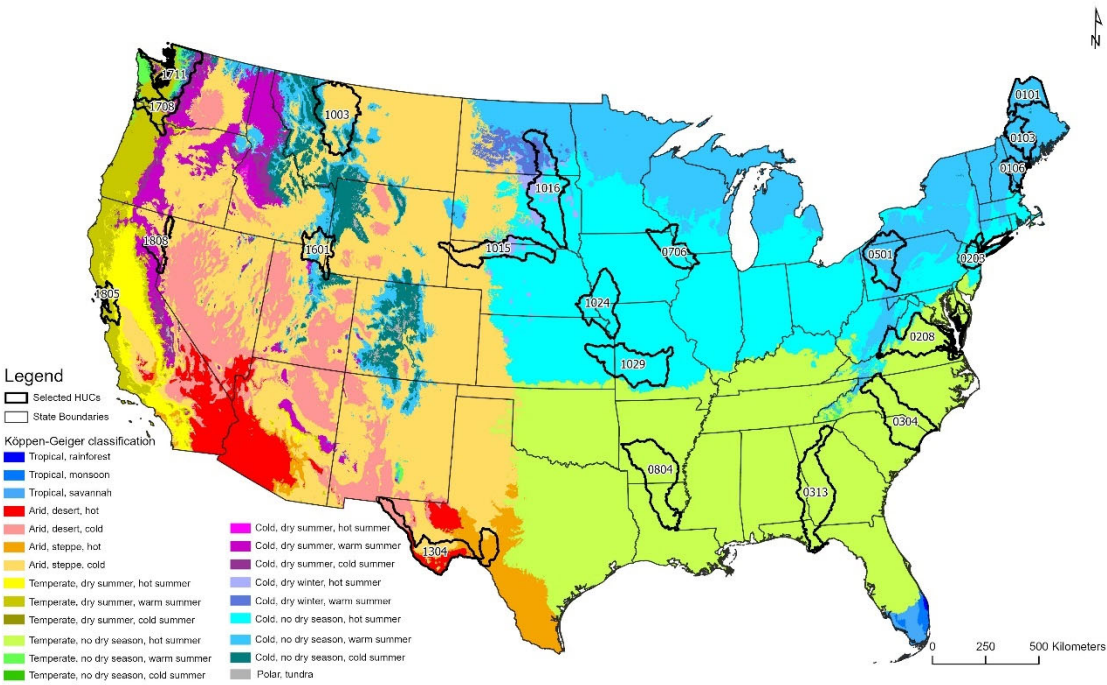 N
1711
1708
1003
0101
0103
0106
1016
1808
1601
1015
0706
0501
0203
1805
1024
0208
1029
0304
0804
0313
1304
Legend
Selected HUCs
State Boundaries
Köppen-Geiger classification
Tropical, rainforest
Tropical, monsoon
Tropical, savannah
Arid, desert, hot
Arid, desert, cold
Arid, steppe, hot
Arid, steppe, cold
Temperate, dry summer, hot summer
Temperate, dry summer, warm summer
Temperate, dry summer, cold summer
Temperate, no dry season, hot summer
Temperate, no dry season, warm summer
Temperate, no dry season, cold summer
Cold, dry summer, hot summer
Cold, dry summer, warm summer
Cold, dry summer, cold summer
Cold, dry winter, hot summer
Cold, dry winter, warm summer
Cold, no dry season, hot summer
Cold, no dry season, warm summer
Cold, no dry season, cold summer
Polar, tundra
0 250 500 Kilometers